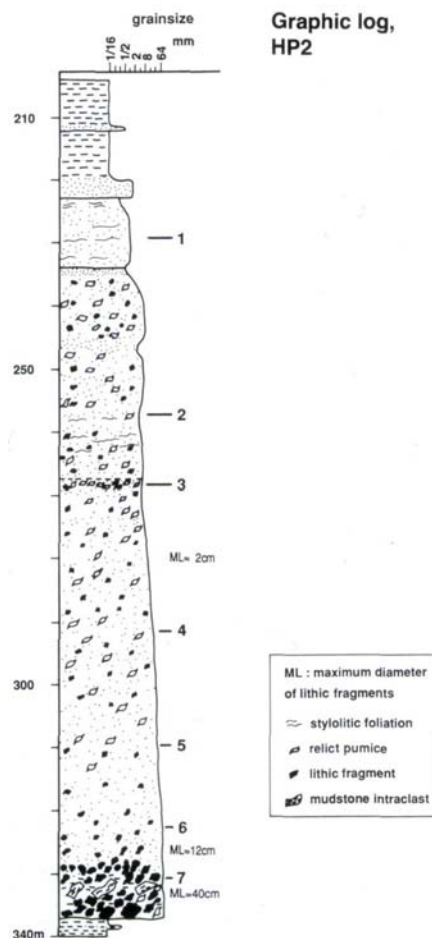 Graphic log,
HP2
grainsize
mm
1/16
1/2
2
8
64
210
1
250
2
3
ML= 2cm
4
300
5
6
ML=12cm
7
ML=40cm
340m
ML : maximum diameter
of lithic fragments
stylolitic foliation
relict pumice
lithic fragment
mudstone intraclast